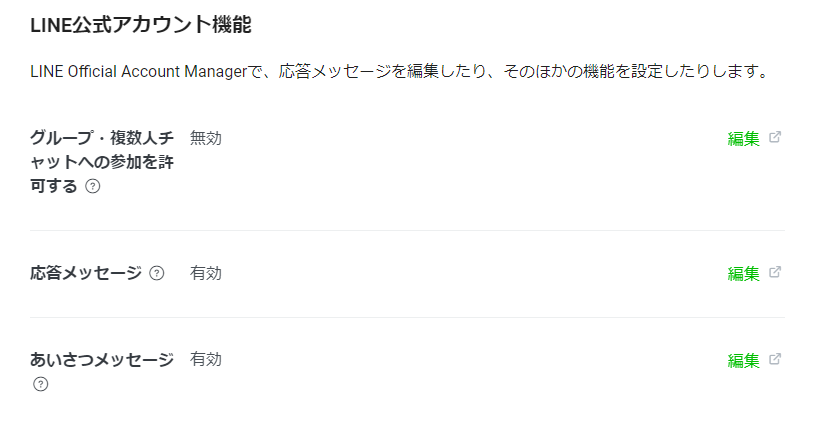 LINE公式アカウント機能
LINE Official Account Managerで、応答メッセージを編集したり、そのほかの機能を設定したりします。
グループ・複数人チ
ャットへの参加を許
可する ?
無効
編集
応答メッセージ ?
有効
編集
あいさつメッセージ
?
有効
編集